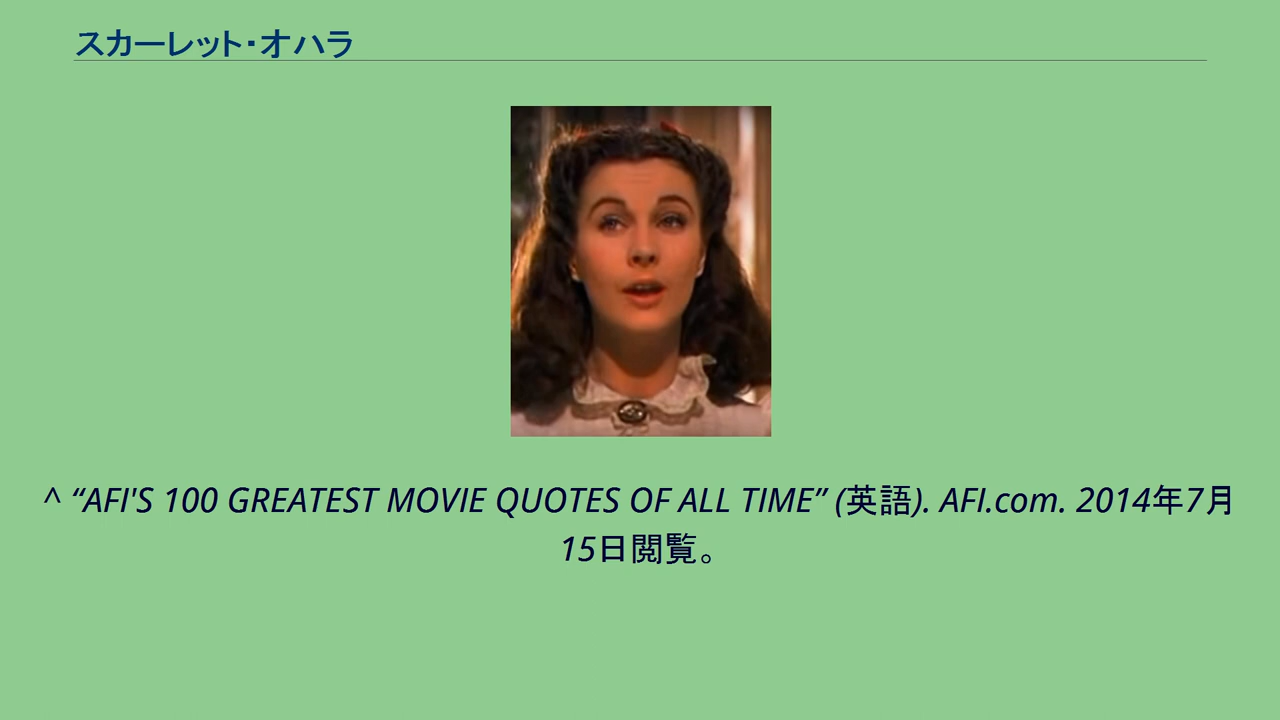 スカーレット・オハラ
^ “AFI'S 100 GREATEST MOVIE QUOTES OF ALL TIME” (英語). AFI.com. 2014年7月
15日閲覧。